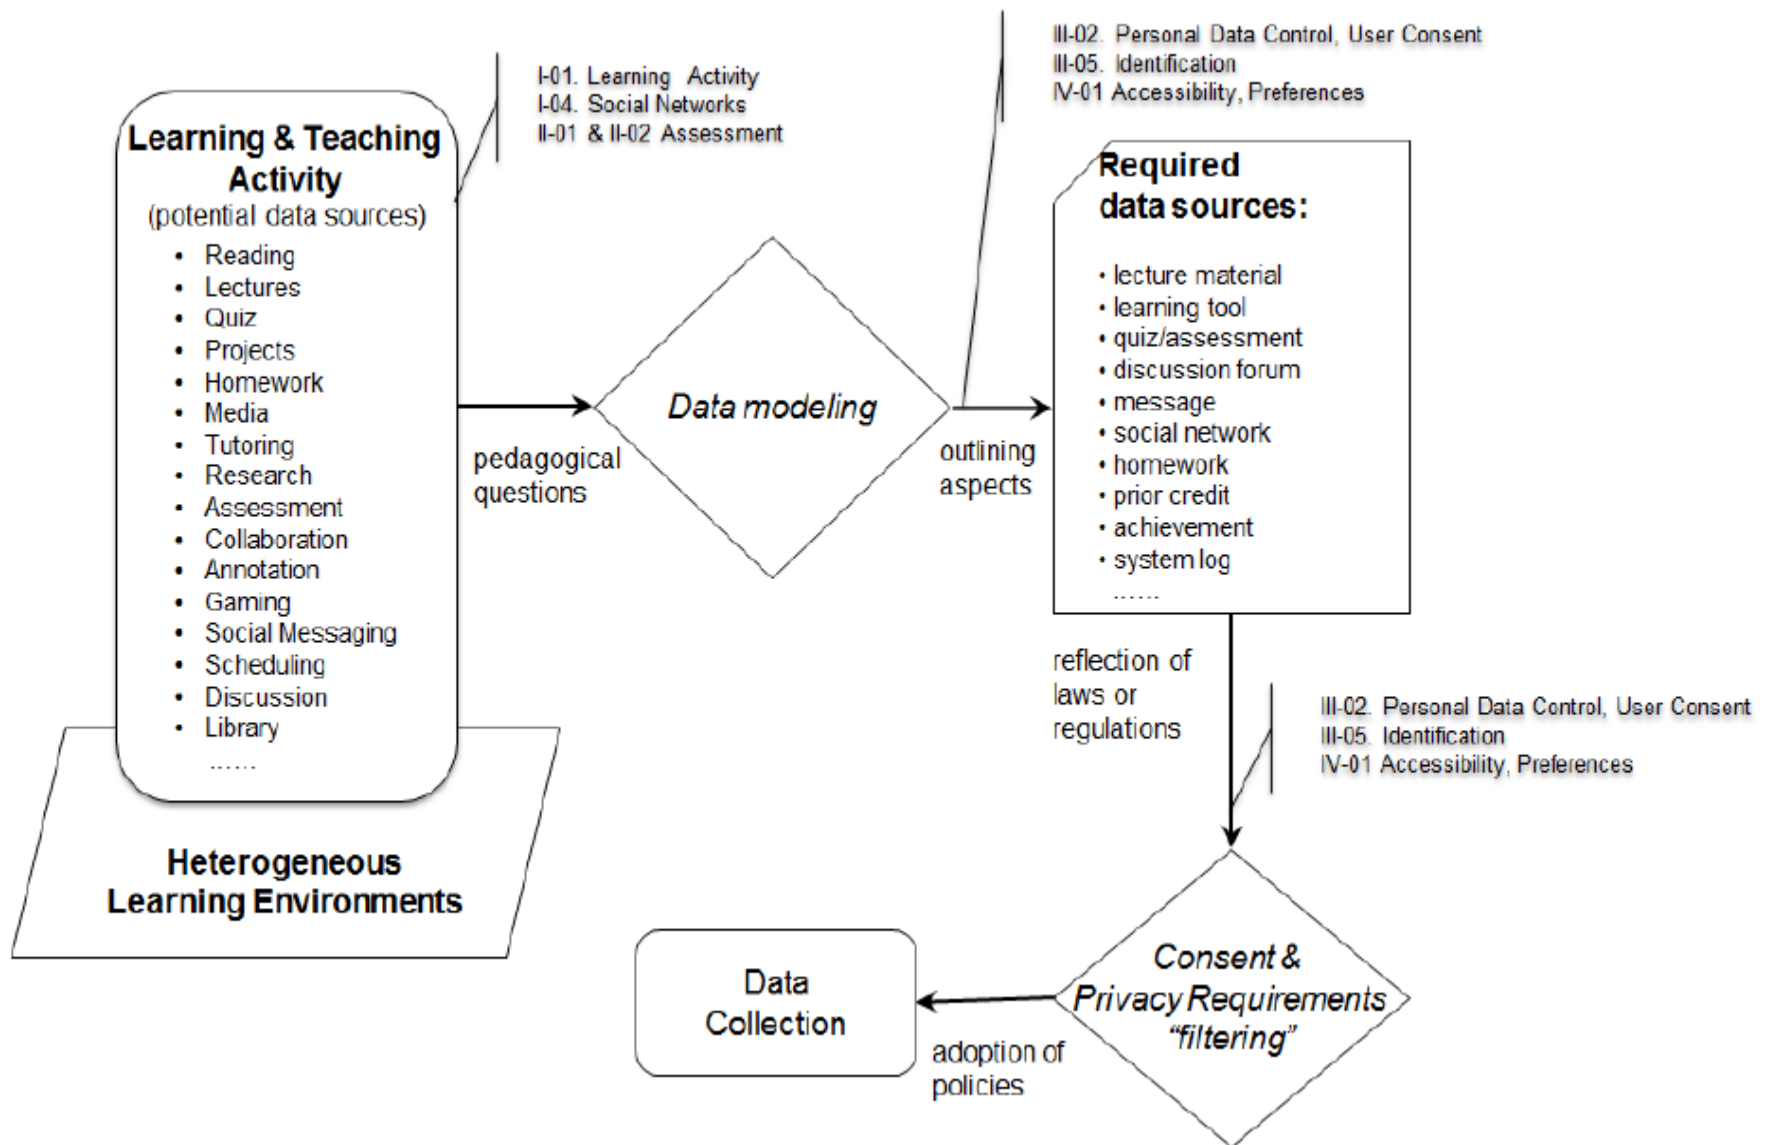 I-01. Learning Activity
I-04. Social Networks
II-01 & II-02 Assessment
III-02. Personal Data Control, User Consent
III-05. Identification
IV-01 Accessibility, Preferences
Learning & Teaching
Activity
(potential data sources)
• Reading
• Lectures
• Quiz
• Projects
• Homework
• Media
• Tutoring
• Research
• Assessment
• Collaboration
• Annotation
• Gaming
• Social Messaging
• Scheduling
• Discussion
• Library
......
Heterogeneous
Learning Environments
pedagogical
questions
Data modeling
outlining
aspects
Required
data sources:
• lecture material
• learning tool
• quiz/assessment
• discussion forum
• message
• social network
• homework
• prior credit
• achievement
• system log
......
reflection of
laws or
regulations
III-02. Personal Data Control, User Consent
III-05. Identification
IV-01 Accessibility, Preferences
Consent &
Privacy Requirements
“filtering”
adoption of
policies
Data
Collection